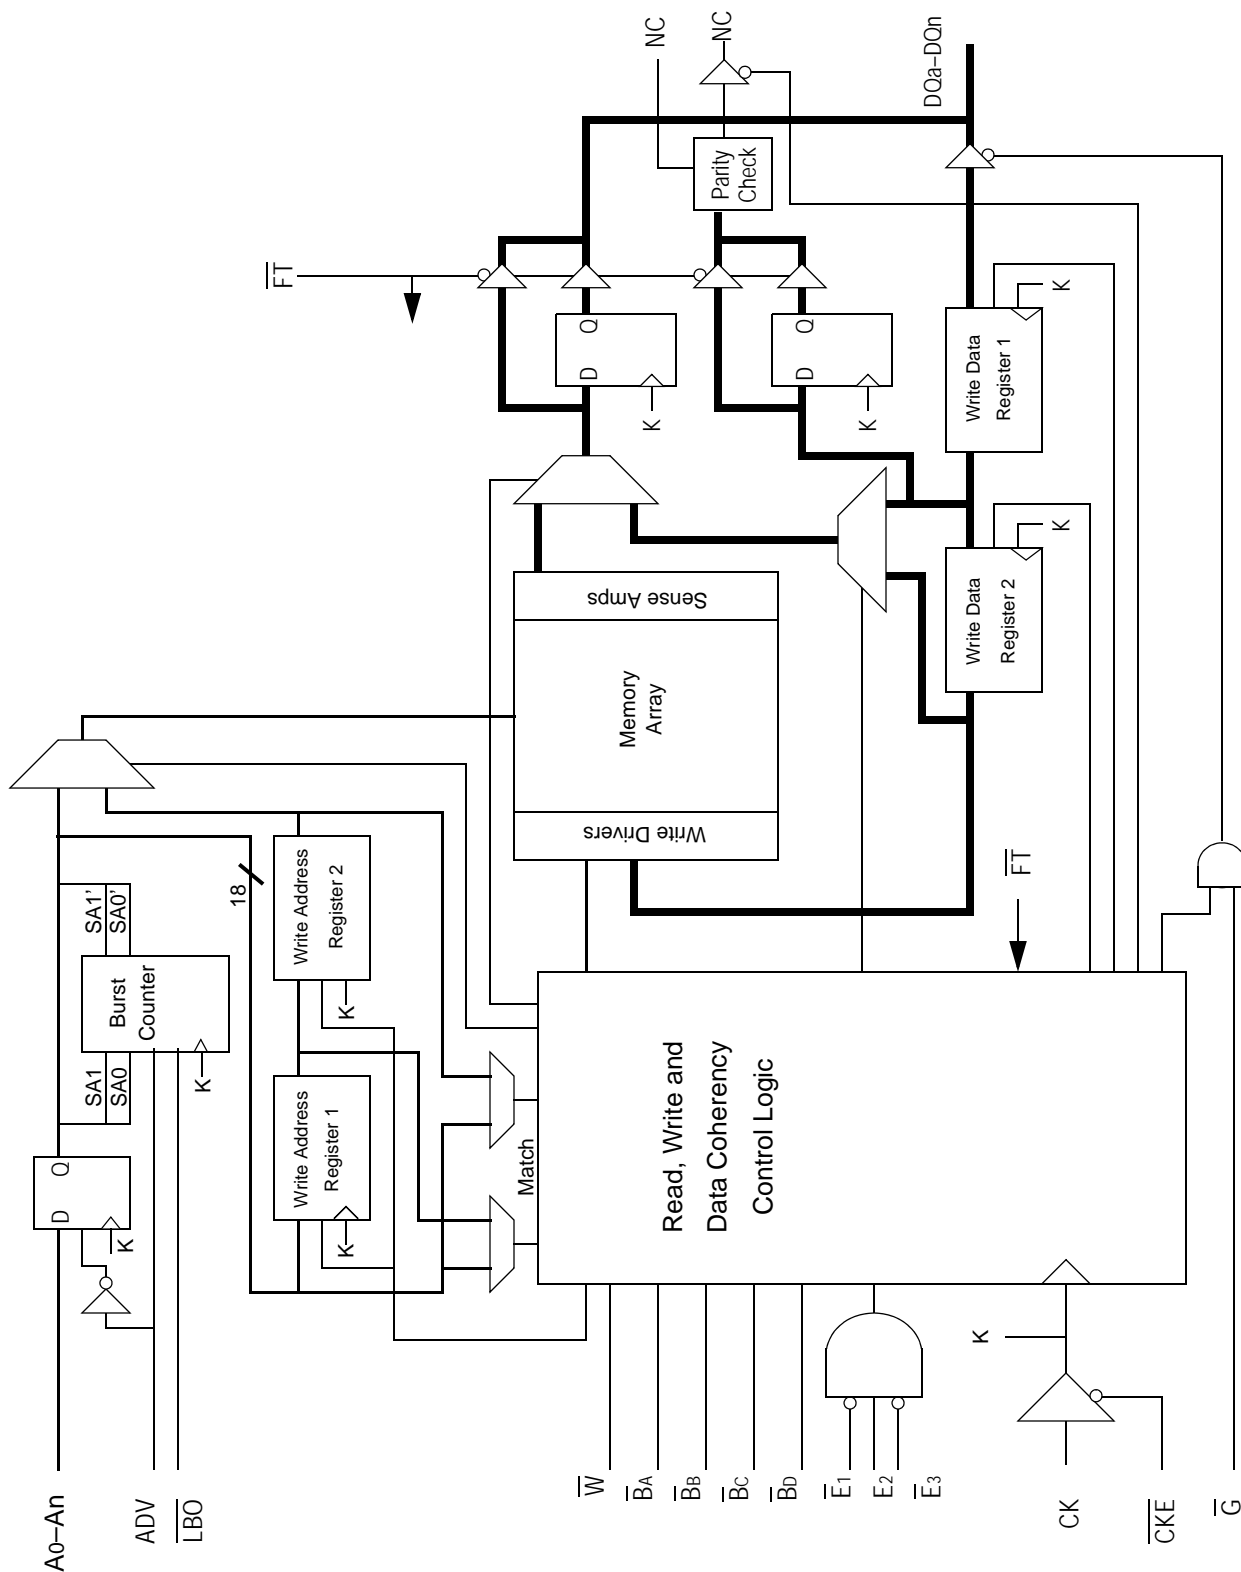 A0–An
ADV
LBO
W
BA
BB
BC
BD
E1
E2
E3
CK
CKE
G
D Q
K
SA1
SA0
Burst
Counter
SA1'
SA0'
K
18
Write Address
Register 1
K
Write Address
Register 2
K
Match
Read, Write and
Data Coherency
Control Logic
K
FT
Write Drivers
Memory
Array
Sense Amps
Write Data
Register 2
K
Write Data
Register 1
K
D Q
K
D Q
K
FT
Parity
Check
NC
NC
DQa–DQn